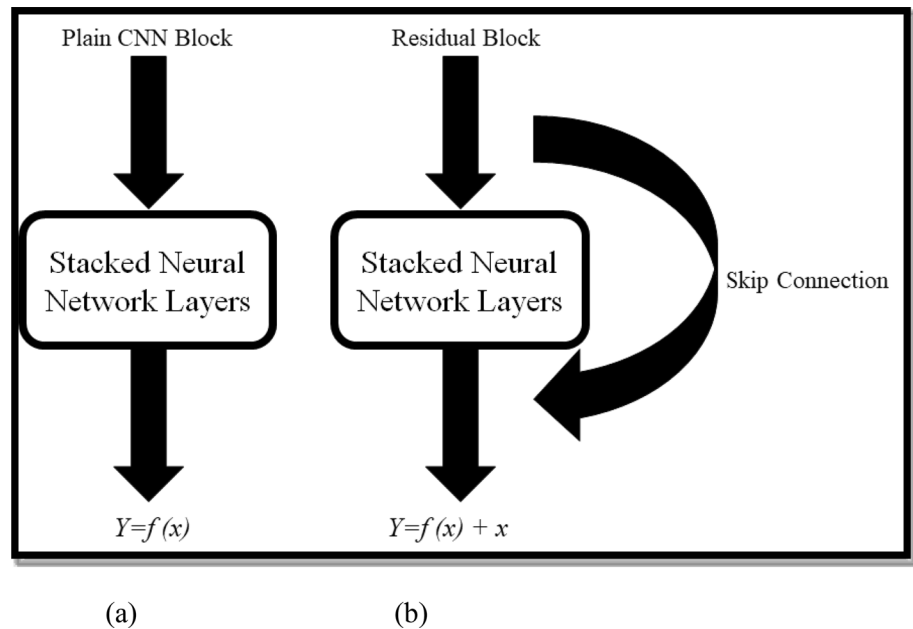 Plain CNN Block
Residual Block
Stacked Neural
Network Layers
Stacked Neural
Network Layers
Skip Connection
Y=f (x)
Y=f (x) + x
(a)
(b)